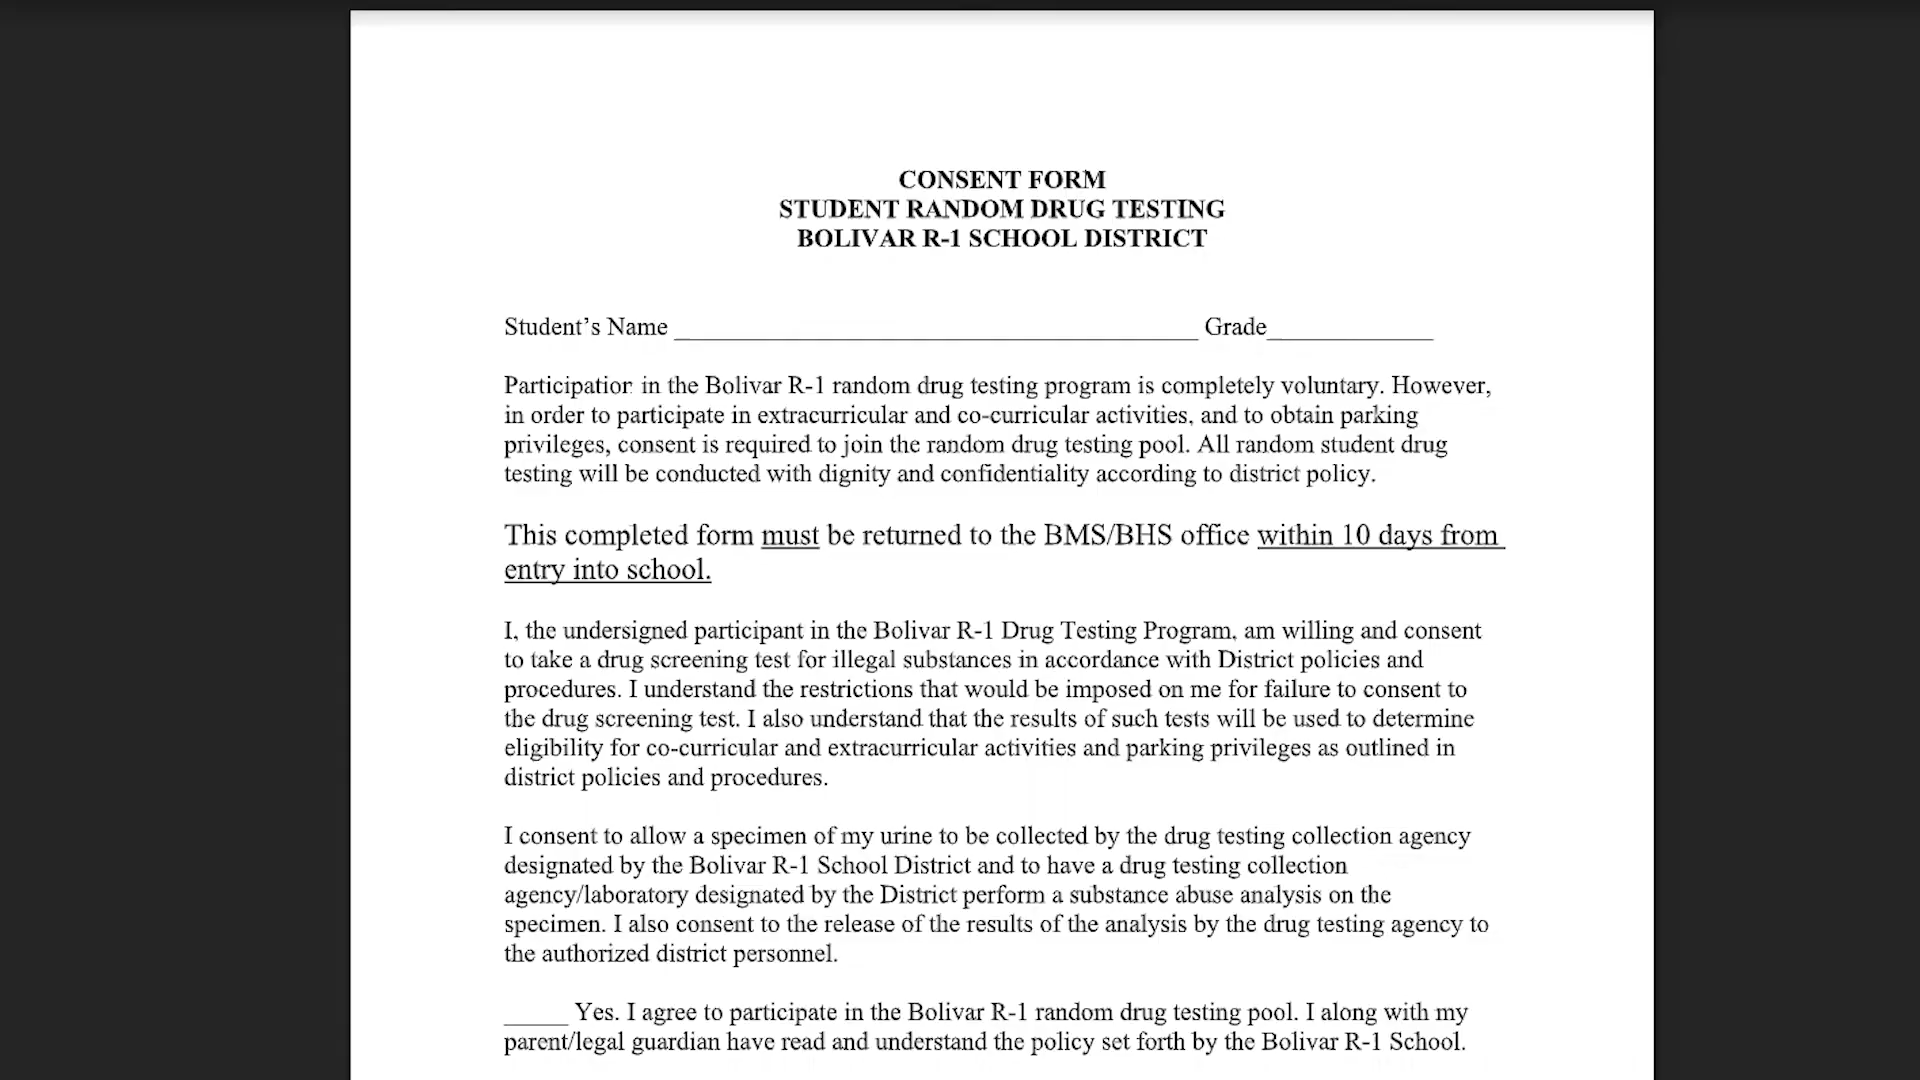 CONSENT FORM
STUDENT RANDOM DRUG TESTING
BOLIVAR R-1 SCHOOL DISTRICT
Student’s Name ________________________________________ Grade_____________
Participation in the Bolivar R-1 random drug testing program is completely voluntary. However,
in order to participate in extracurricular and co-curricular activities, and to obtain parking
privileges, consent is required to join the random drug testing pool. All random student drug
testing will be conducted with dignity and confidentiality according to district policy.
This completed form must be returned to the BMS/BHS office within 10 days from
entry into school.
I, the undersigned participant in the Bolivar R-1 Drug Testing Program, am willing and consent
to take a drug screening test for illegal substances in accordance with District policies and
procedures. I understand the restrictions that would be imposed on me for failure to consent to
the drug screening test. I also understand that the results of such tests will be used to determine
eligibility for co-curricular and extracurricular activities and parking privileges as outlined in
district policies and procedures.
I consent to allow a specimen of my urine to be collected by the drug testing collection agency
designated by the Bolivar R-1 School District and to have a drug testing collection
agency/laboratory designated by the District perform a substance abuse analysis on the
specimen. I also consent to the release of the results of the analysis by the drug testing agency to
the authorized district personnel.
_____ Yes. I agree to participate in the Bolivar R-1 random drug testing pool. I along with my
parent/legal guardian have read and understand the policy set forth by the Bolivar R-1 School.